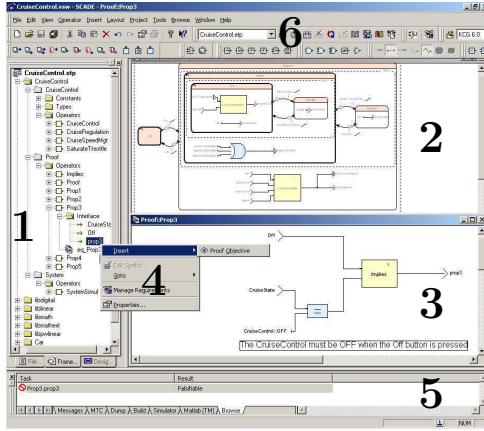 CruiseControl.vsw - SCADE - Proof::Prop3
File Edit View Operator Insert Layout Project Tools Browse Window Help
CruiseControl.etp
KCG 6.0
6
CruiseControl.etp
CruiseControl
CruiseControl
Constants
Types
Operators
CruiseControl
CruiseRegulation
CruiseSpeedMgt
SaturateThrottle
Proof
Operators
Implies
Proof
Prop1
Prop2
Prop3
Interface
CruiseState
Off
prop3
eq_Prop3
Prop4
Prop5
System
Operators
SystemSimul
libdigital
liblinear
libmath
libmathext
libpwlinear
Car
File...
Frame...
Desig...
1
2
Insert
Proof Objective
Edit Symbol
Goto
Manage Requirements
Properties...
4
Proof::Prop3
Off
Implies
prop3
CruiseState
=
CruiseControl::OFF
The CruiseControl must be OFF when the Off button is pressed
3
Task
Result
Prop3.prop3
Falsifiable
5
Messages
MTC
Dump
Build
Simulator
Matlab (TM)
Browse
NUM